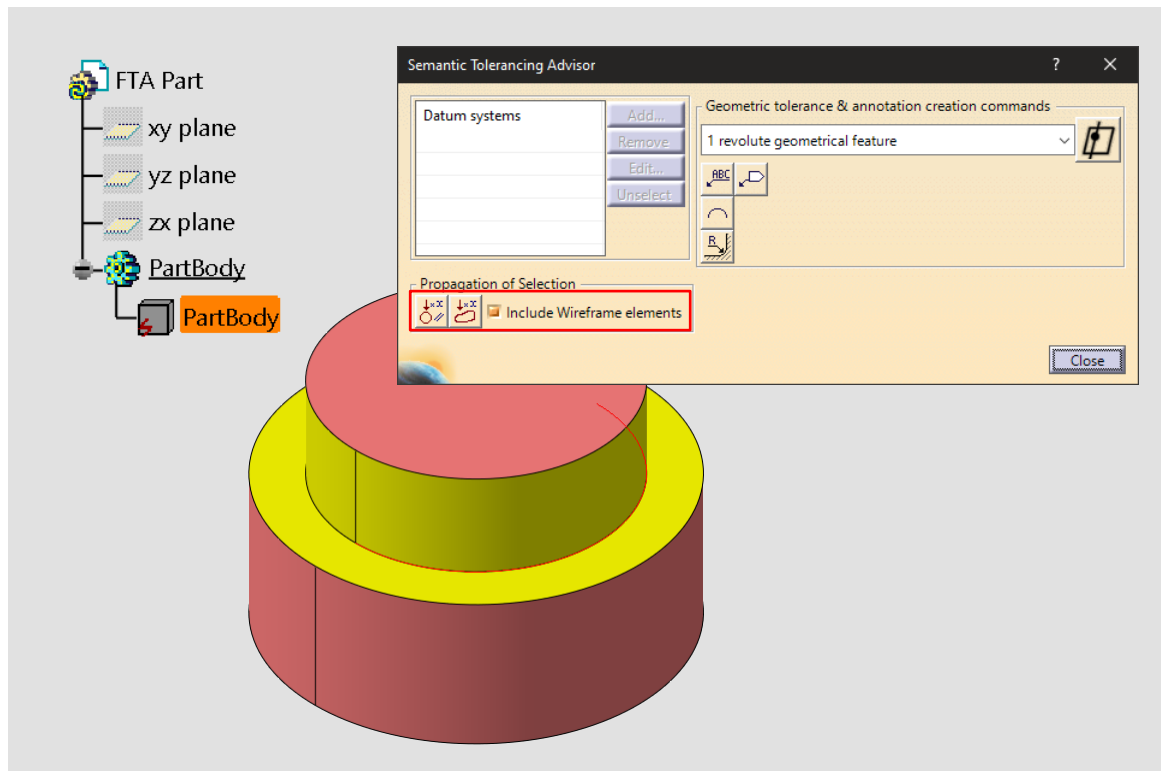 FTA Part
xy plane
yz plane
zx plane
PartBody
PartBody
Semantic Tolerancing Advisor
Datum systems
Add...
Remove
Edit...
Unselect
Geometric tolerance & annotation creation commands
1 revolute geometrical feature
ABC
R
Propagation of Selection
Include Wireframe elements
Close